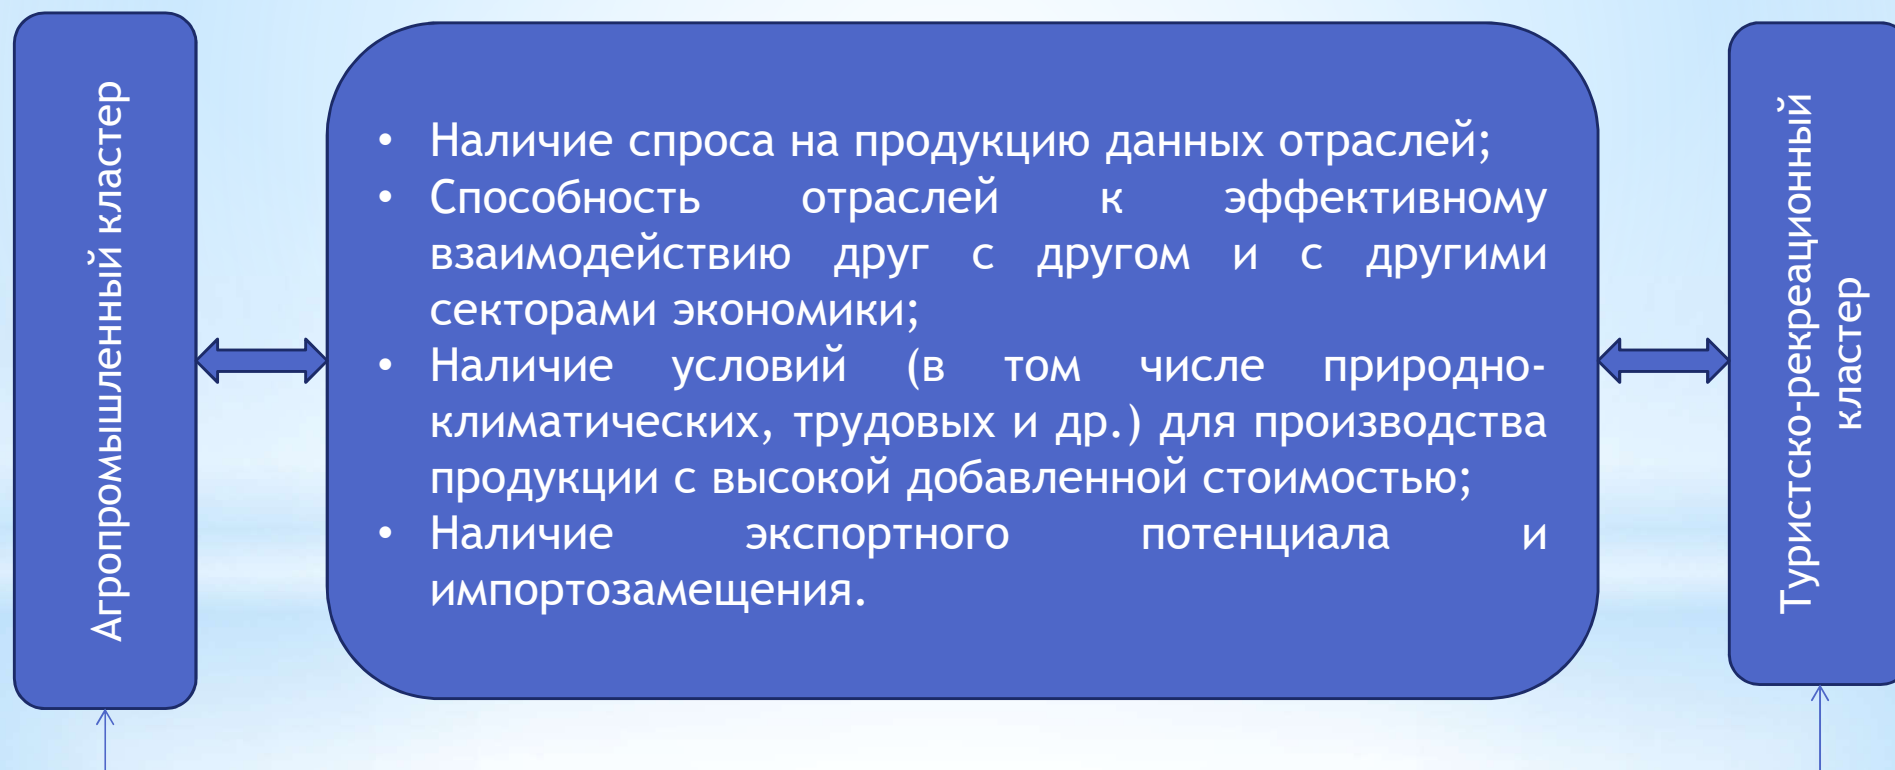 Агропромышленный кластер
• Наличие спроса на продукцию данных отраслей;
• Способность отраслей к эффективному
взаимодействию друг с другом и с другими
секторами экономики;
• Наличие условий (в том числе природно-
климатических, трудовых и др.) для производства
продукции с высокой добавленной стоимостью;
• Наличие экспортного потенциала и
импортозамещения.
Туристско-рекреационный
кластер